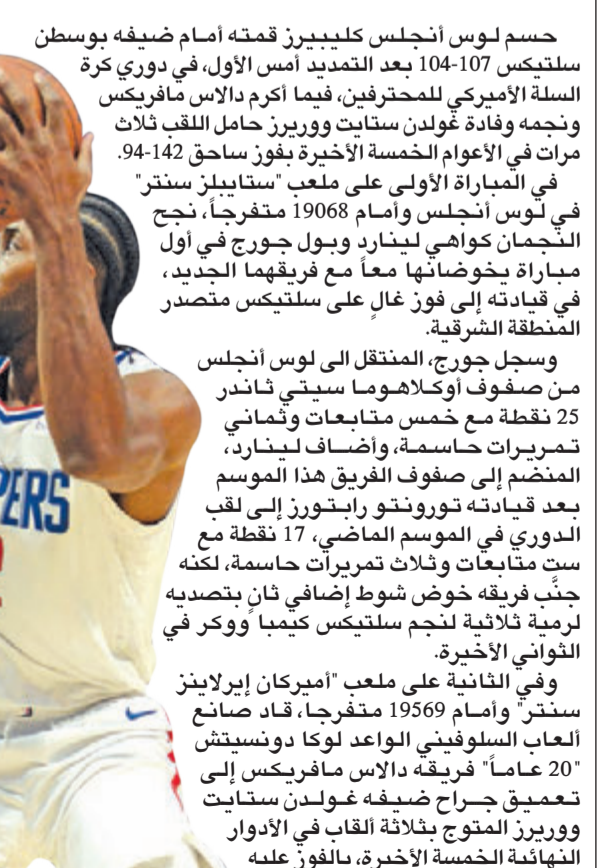 حسم لوس أنجلس كليبيرز قمته أمام ضيفه بوسطن
سلتيكس 107-104 بعد التمديد أمس الأول، في دوري كرة
السلة الأميركي للمحترفين، فيما أكرم دالاس مافريكس
ونجمه وفادة غولدن ستايت ووريرز حامل اللقب ثلاث
مرات في الأعوام الخمسة الأخيرة بفوز ساحق 142-94.
في المباراة الأولى على ملعب "ستايبلز سنتر"
في لوس أنجلس وأمام 19068 متفرجاً، نجح
النجمان كواهي لينارد وبول جورج في أول
مباراة يخوضانها معاً مع فريقهما الجديد،
في قيادته إلى فوز غالٍ على سلتيكس متصدر
المنطقة الشرقية.
وسجل جورج، المنتقل الى لوس أنجلس
من صفوف أوكلاهوما سيتي ثاندر
25 نقطة مع خمس متابعات وثماني
تمريرات حاسمة، وأضاف لينارد،
المنضم إلى صفوف الفريق هذا الموسم
بعد قيادته تورونتو رابتورز إلى لقب
الدوري في الموسم الماضي، 17 نقطة مع
ست متابعات وثلاث تمريرات حاسمة، لكنه
جنَّب فريقه خوض شوط إضافي ثانٍ بتصديه
لرمية ثلاثية لنجم سلتيكس كيمبا ووكر في
الثواني الأخيرة.
وفي الثانية على ملعب "أميركان إيرلاينز
سنتر" وأمام 19569 متفرجا، قاد صانع
ألعاب السلوفيني الواعد لوكا دونسيتش
"20 عاماً" فريقه دالاس مافريكس إلى
تعميق جراح ضيفه غولدن ستايت
ووريرز المتوج بثلاثة ألقاب في الأدوار
النهائية الخمسة الأخيرة، بالفوز عليه
PERS